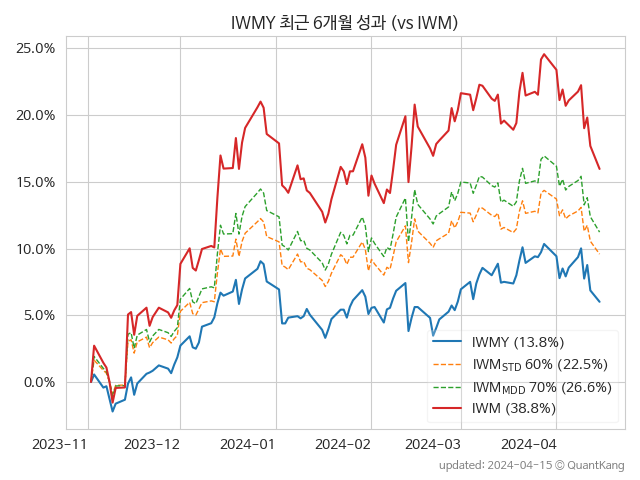 IWMY 최근 6개월 성과 (vs IWM)
25.0%
20.0%
15.0%
10.0%
5.0%
0.0%
IWMY (13.8%)
IWM_STD 60% (22.5%)
IWM_MDD 70% (26.6%)
IWM (38.8%)
2023-11 2023-12 2024-01 2024-02 2024-03 2024-04
updated: 2024-04-15 © QuantKang